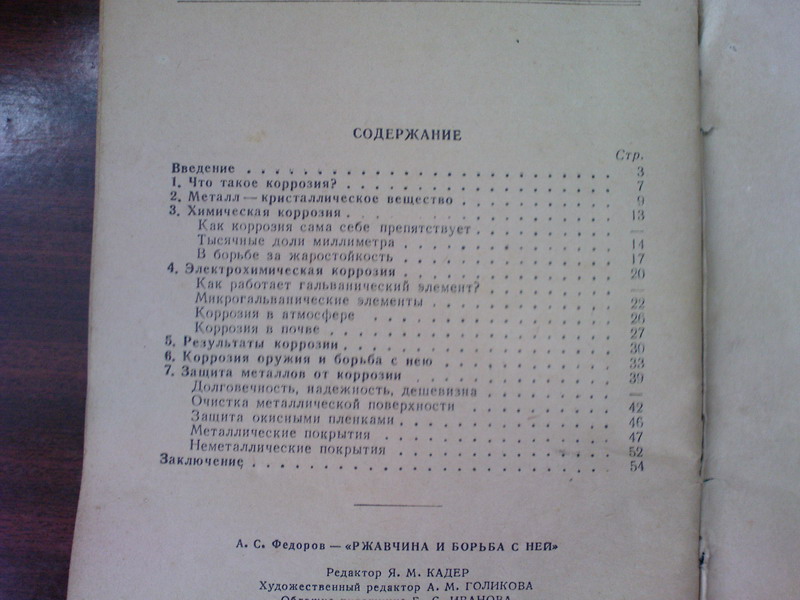 СОДЕРЖАНИЕ
Стр.
Введение . . . . . . . . . . . . . . . . . . . . . . . . 3
1. Что такое коррозия? . . . . . . . . . . . . . . . . . . 7
2. Металл — кристаллическое вещество . . . . . . . . . . . 9
3. Химическая коррозия . . . . . . . . . . . . . . . . . . 13
Как коррозия сама себе препятствует . . . . . . . . . . —
Тысячные доли миллиметра . . . . . . . . . . . . . . . 14
В борьбе за жаростойкость . . . . . . . . . . . . . . . 17
4. Электрохимическая коррозия . . . . . . . . . . . . . . 20
Как работает гальванический элемент? . . . . . . . . . —
Микрогальванические элементы . . . . . . . . . . . . . 22
Коррозия в атмосфере . . . . . . . . . . . . . . . . . 26
Коррозия в почве . . . . . . . . . . . . . . . . . . . 27
5. Результаты коррозии . . . . . . . . . . . . . . . . . . 30
6. Коррозия оружия и борьба с нею . . . . . . . . . . . . 33
7. Защита металлов от коррозии . . . . . . . . . . . . . . 39
Долговечность, надежность, дешевизна . . . . . . . . . —
Очистка металлической поверхности . . . . . . . . . . . 42
Защита окисными пленками . . . . . . . . . . . . . . . 46
Металлические покрытия . . . . . . . . . . . . . . . . 47
Неметаллические покрытия . . . . . . . . . . . . . . . 52
Заключение . . . . . . . . . . . . . . . . . . . . . . . 54
А. С. Федоров — «РЖАВЧИНА И БОРЬБА С НЕЙ»
Редактор Я. М. КАДЕР
Художественный редактор А. М. ГОЛИКОВА